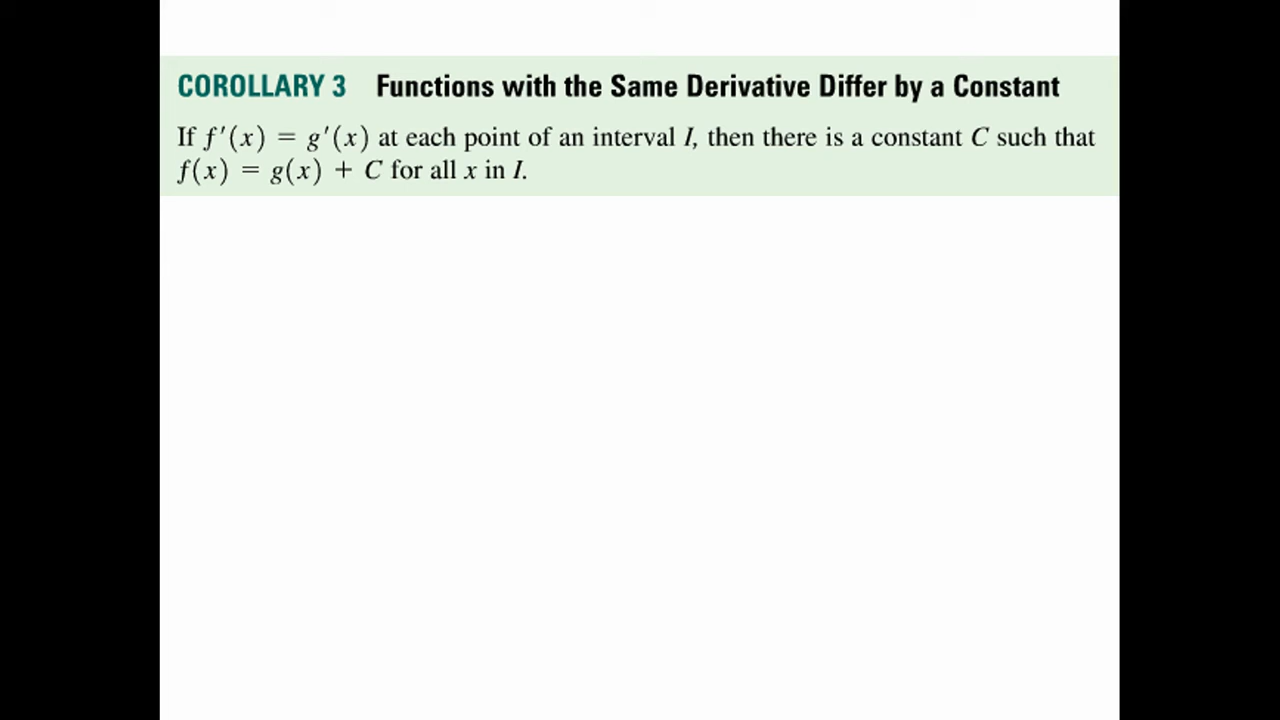 COROLLARY 3 Functions with the Same Derivative Differ by a Constant
If f′(x) = g′(x) at each point of an interval I, then there is a constant C such that
f(x) = g(x) + C for all x in I.